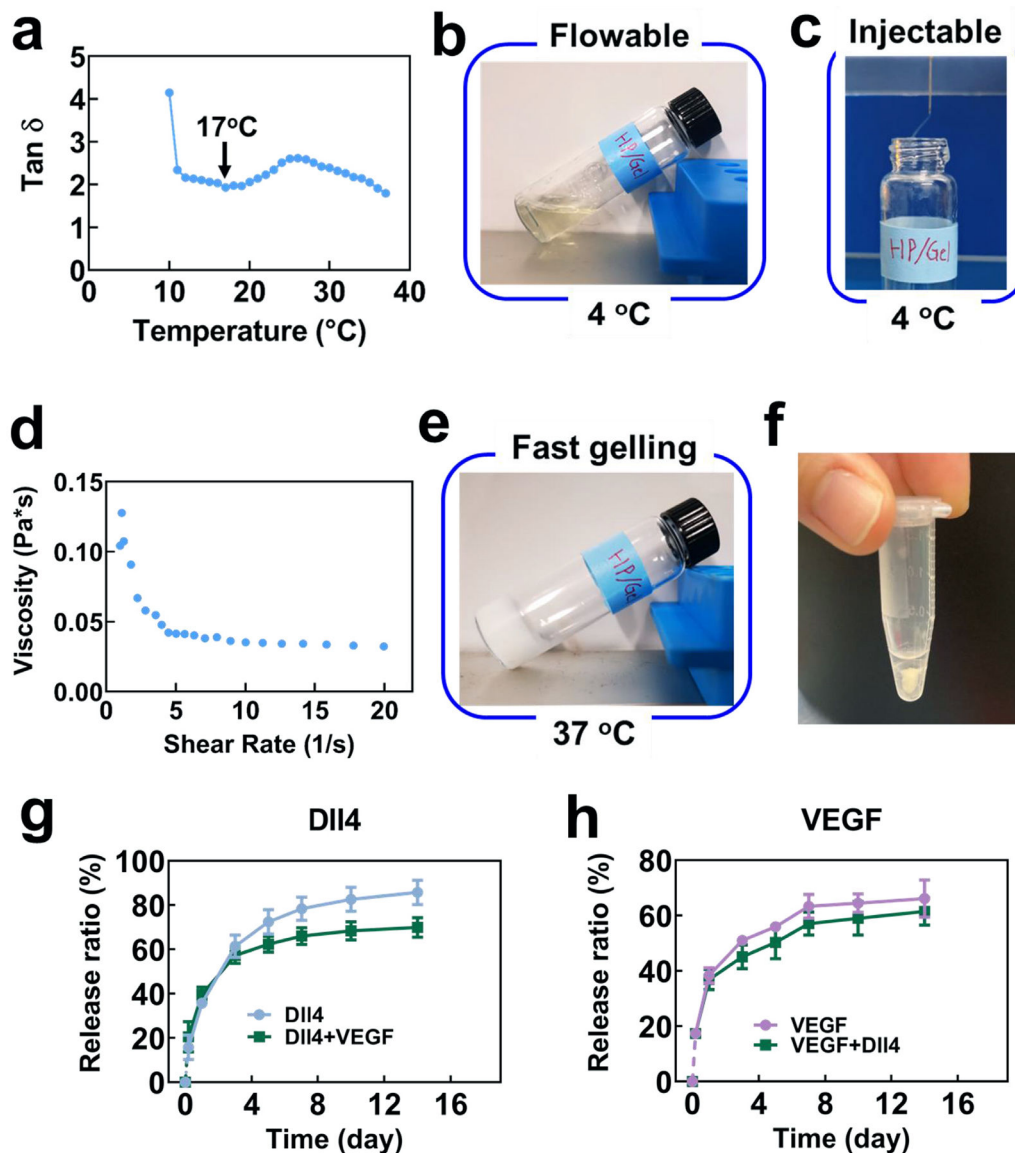 a
5
4
3
2
1
0
0
10
20
30
40
17°C
Tan δ
Temperature (°C)
b
Flowable
HP/Gel
4 °C
c
Injectable
HP/Gel
4 °C
d
0.15
0.10
0.05
0.00
0
5
10
15
20
Viscosity (Pa*s)
Shear Rate (1/s)
e
Fast gelling
HP/Gel
37 °C
f
g
Dll4
100
80
60
40
20
0
0
4
8
12
16
Release ratio (%)
Dll4
Dll4+VEGF
Time (day)
h
VEGF
80
60
40
20
0
0
4
8
12
16
Release ratio (%)
VEGF
VEGF+Dll4
Time (day)